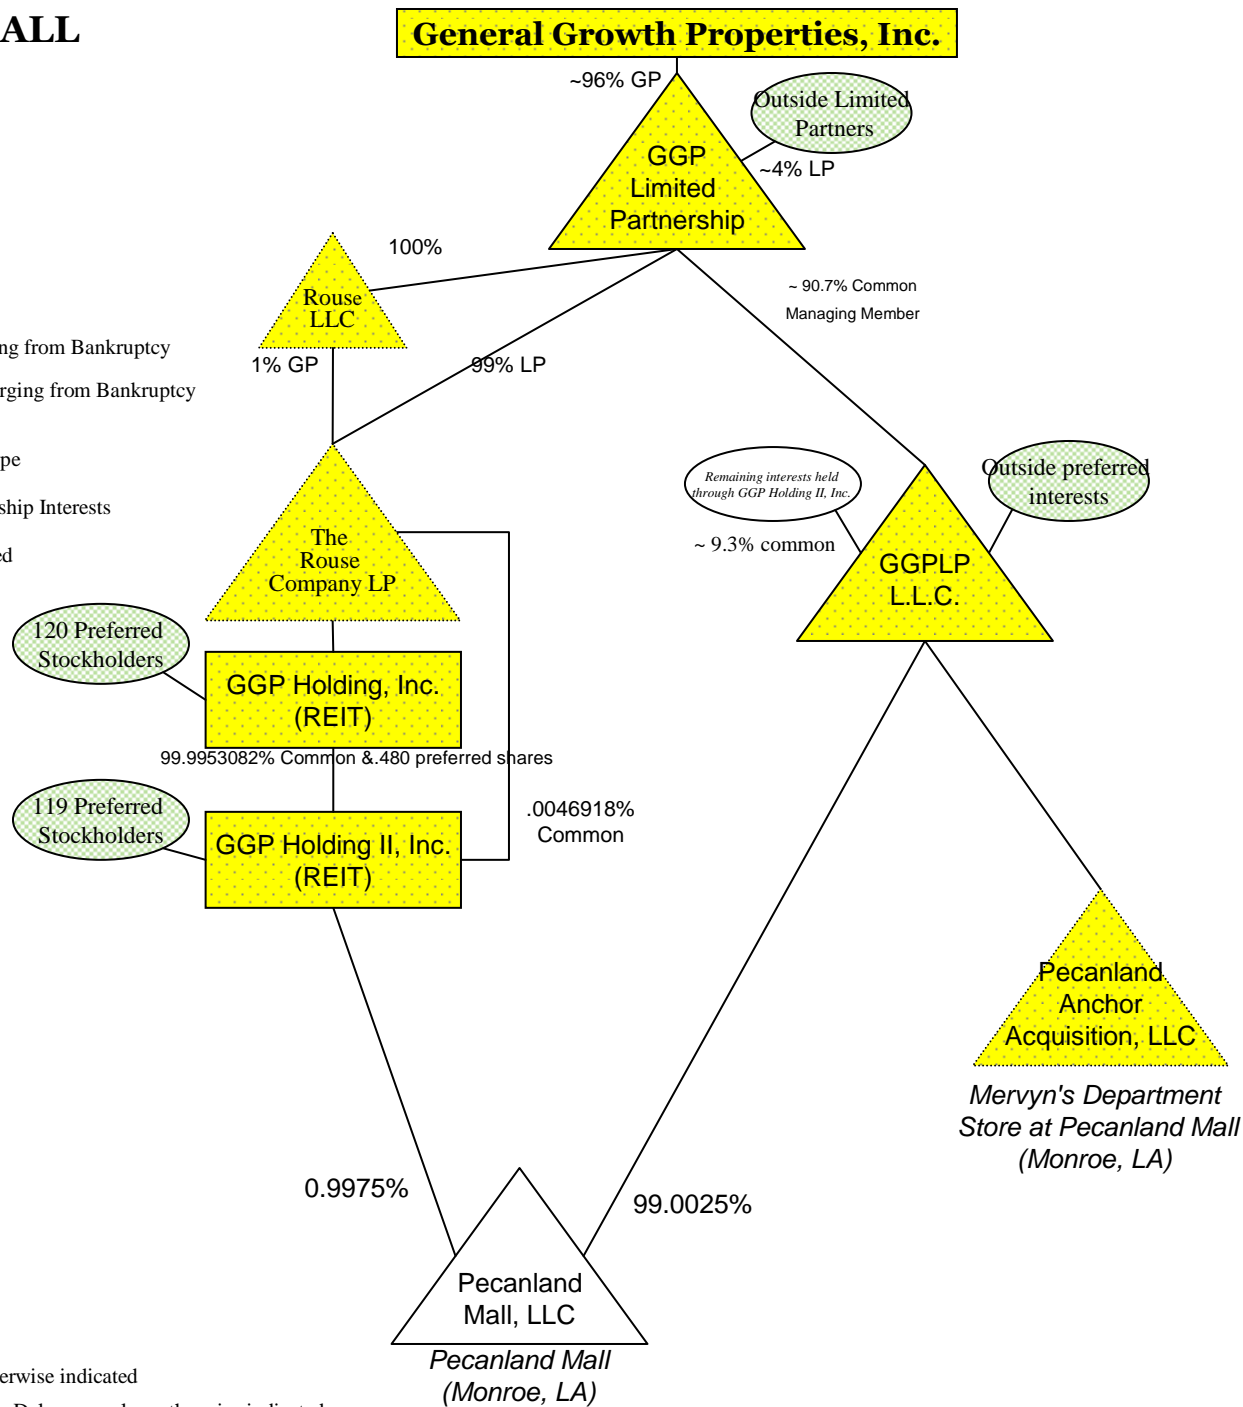 ALL
General Growth Properties, Inc.
~96% GP
Outside Limited
Partners
~4% LP
GGP
Limited
Partnership
100%
Rouse
LLC
~ 90.7% Common
Managing Member
ng from Bankruptcy
1% GP
99% LP
rging from Bankruptcy
pe
ship Interests
ed
Remaining interests held
through GGP Holding II, Inc.
~ 9.3% common
Outside preferred
interests
GGPLP
L.L.C.
The
Rouse
Company LP
120 Preferred
Stockholders
GGP Holding, Inc.
(REIT)
99.9953082% Common &.480 preferred shares
119 Preferred
Stockholders
GGP Holding II, Inc.
(REIT)
.0046918%
Common
Pecanland
Anchor
Acquisition, LLC
Mervyn's Department
Store at Pecanland Mall
(Monroe, LA)
0.9975%
99.0025%
Pecanland
Mall, LLC
Pecanland Mall
(Monroe, LA)
erwise indicated